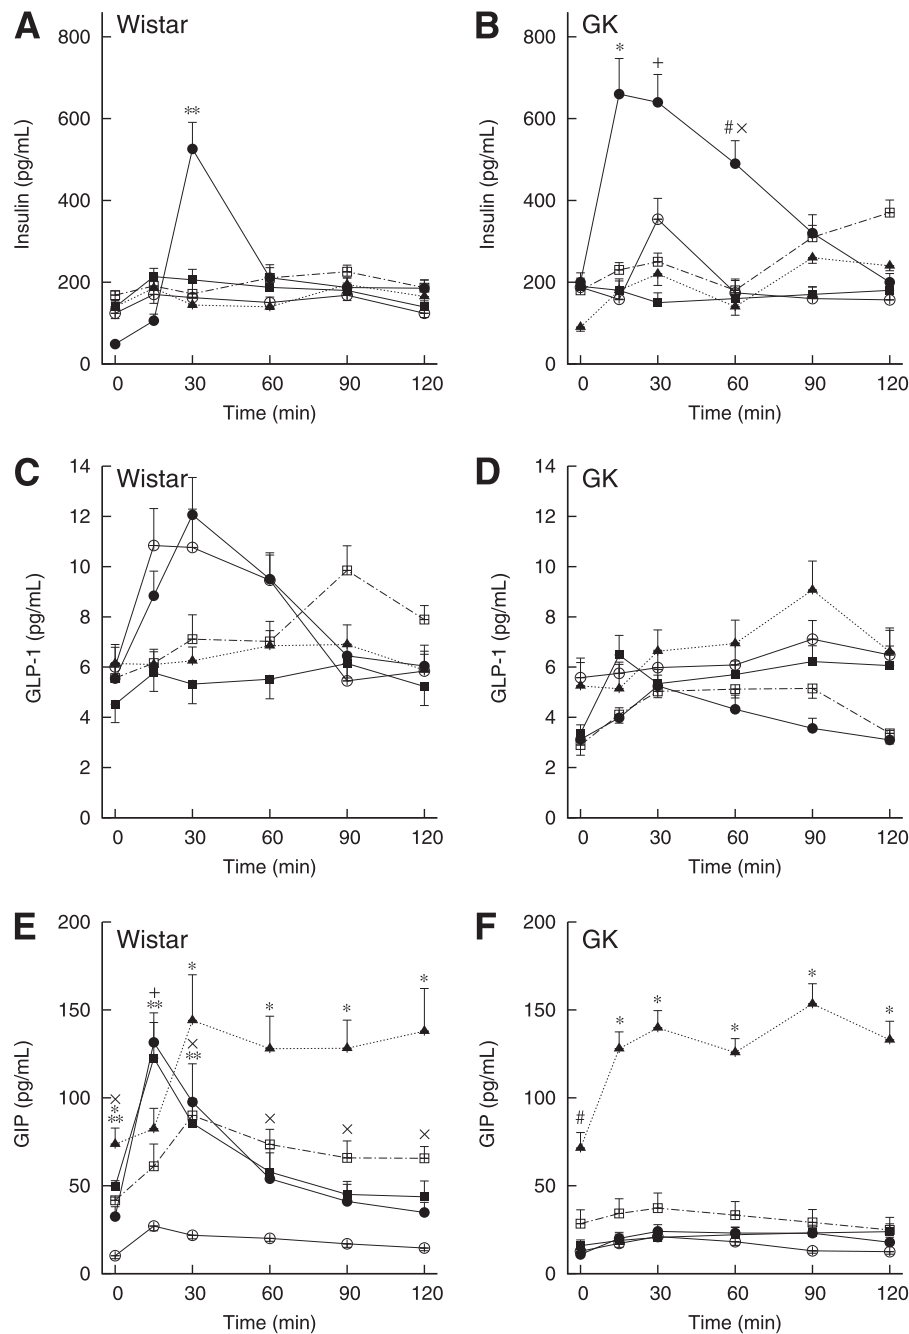 A Wistar
800
600
400
200
0
Insulin (pg/mL)
**
0 30 60 90 120
Time (min)
B GK
800
600
400
200
0
Insulin (pg/mL)
*
+
# ×
0 30 60 90 120
Time (min)
C Wistar
14
12
10
8
6
4
2
0
GLP-1 (pg/mL)
0 30 60 90 120
Time (min)
D GK
14
12
10
8
6
4
2
0
GLP-1 (pg/mL)
0 30 60 90 120
Time (min)
E Wistar
200
150
100
50
0
GIP (pg/mL)
×
*
**
+
**
*
×
**
*
×
*
×
*
×
0 30 60 90 120
Time (min)
F GK
200
150
100
50
0
GIP (pg/mL)
#
*
*
*
*
*
0 30 60 90 120
Time (min)